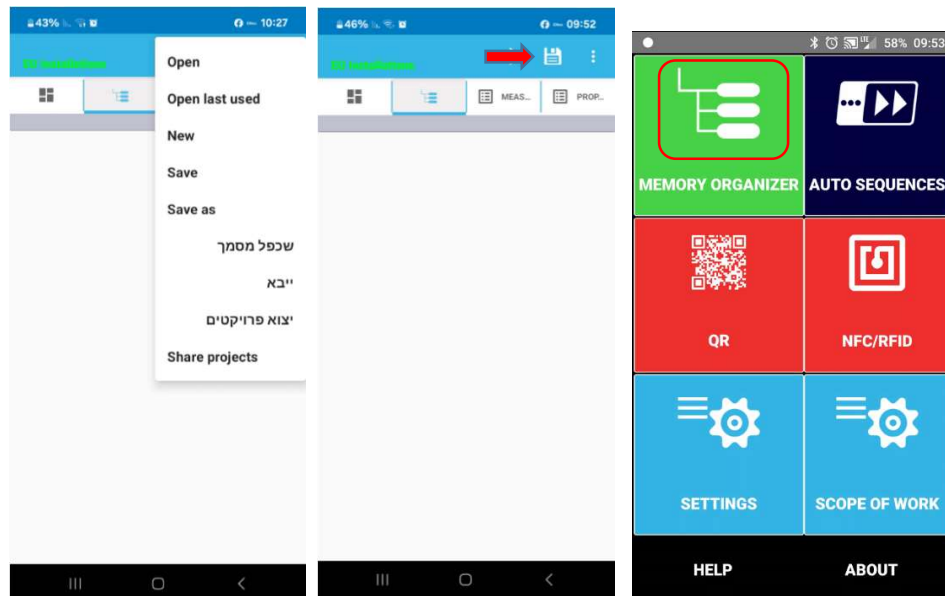 43%
10:27
Open
Open last used
New
Save
Save as
שכפל מסמך
ייבא
יצוא פרויקטים
Share projects
46%
09:52
MEAS...
PROP...
58% 09:53
MEMORY ORGANIZER
AUTO SEQUENCES
QR
NFC/RFID
SETTINGS
SCOPE OF WORK
HELP
ABOUT